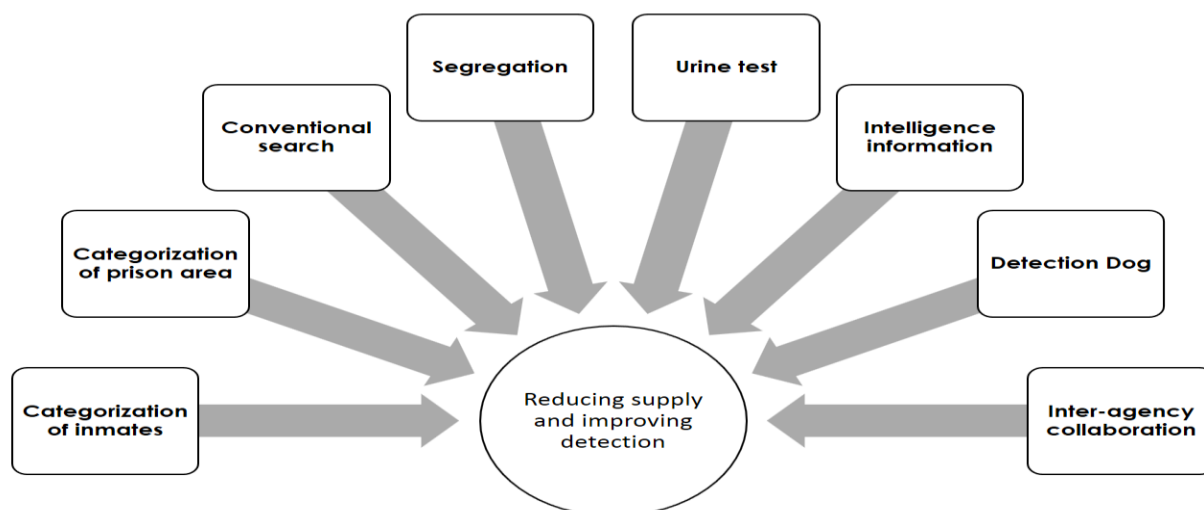 Segregation
Urine test
Conventional
search
Intelligence
information
Categorization
of prison area
Detection Dog
Reducing supply
and improving
detection
Categorization
of inmates
Inter-agency
collaboration